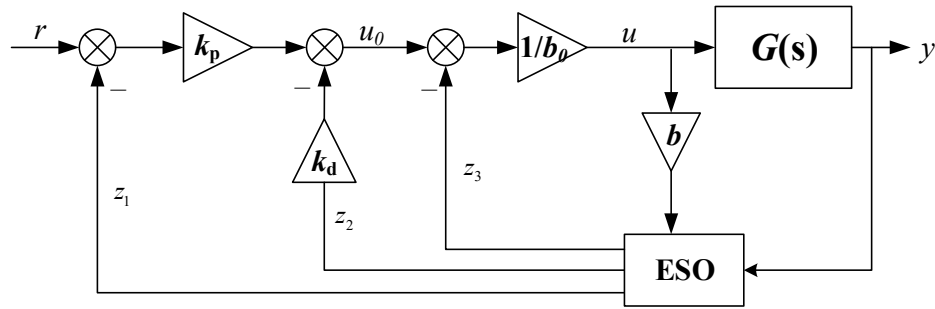 r
k_p
u_0
1/b_0
u
G(s)
y
−
−
−
b
k_d
z_3
z_1
z_2
ESO